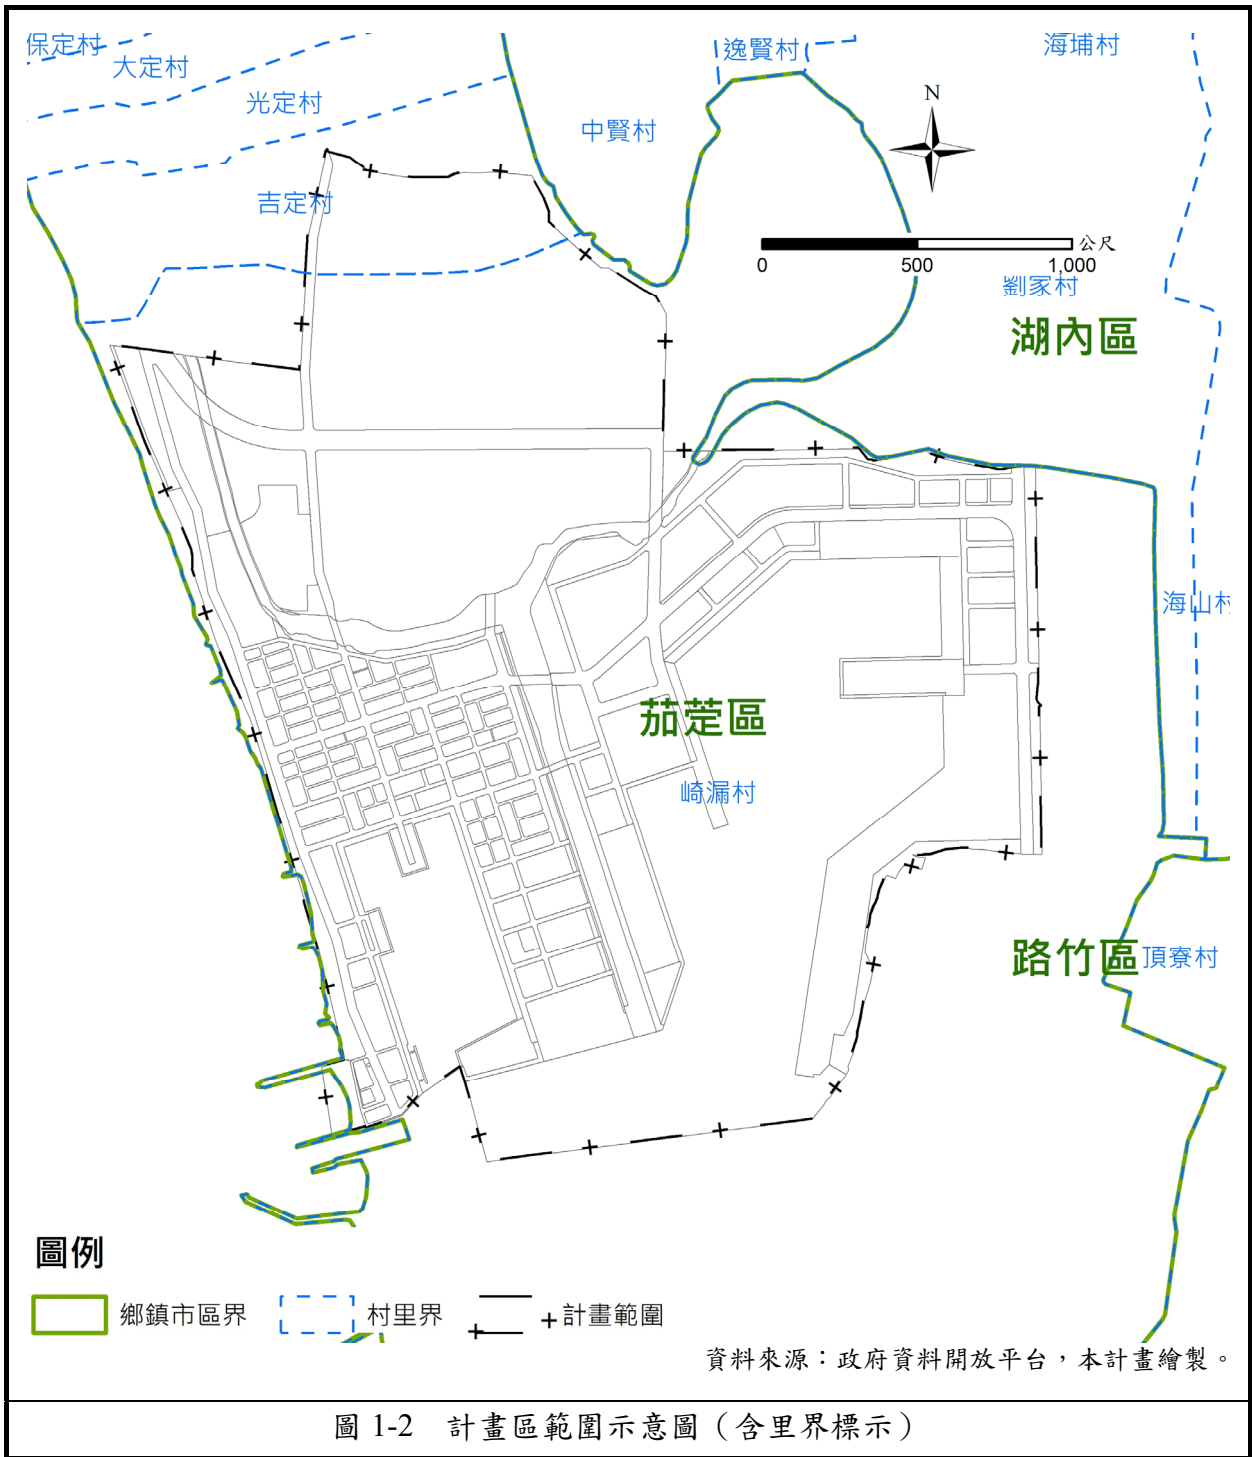 保定村
大定村
光定村
吉定村
中賢村
逸賢村
海埔村
N
公尺
0 500 1,000
劉家村
湖內區
海山村
茄萣區
崎漏村
路竹區
頂寮村
圖例
鄉鎮市區界 村里界 計畫範圍
資料來源：政府資料開放平台，本計畫繪製。
圖 1-2 計畫區範圍示意圖（含里界標示）